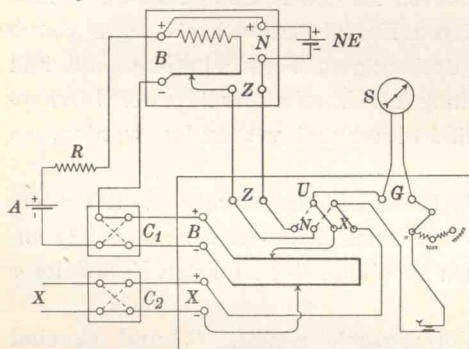 + + N NE
B
- - Z
S
R
A +
-
Z U G
N X
C1 + B
-
X C2 X +
-